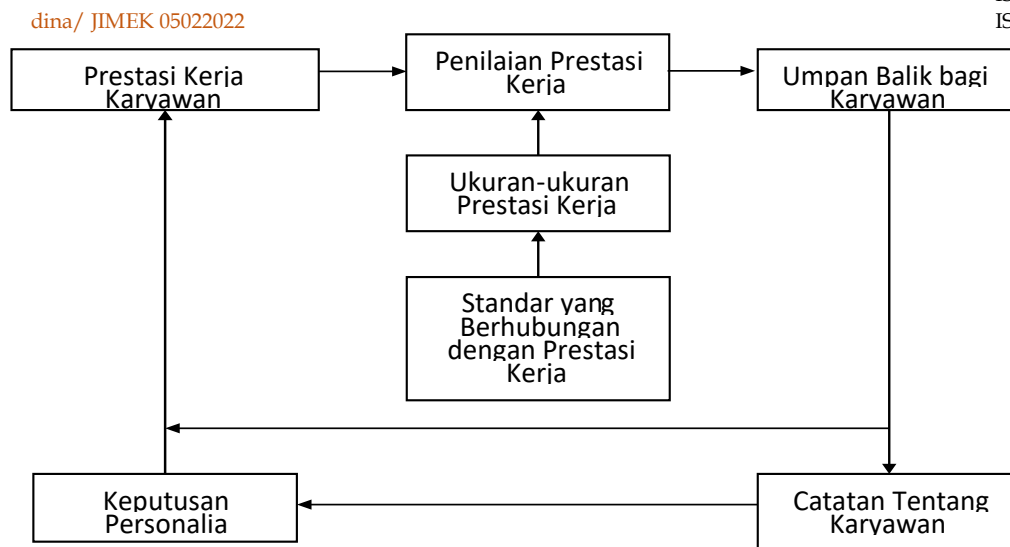 dina/ JIMEK 05022022
IS
Prestasi Kerja
Karyawan
Penilaian Prestasi
Kerja
Umpan Balik bagi
Karyawan
Ukuran-ukuran
Prestasi Kerja
Standar yang
Berhubungan
dengan Prestasi
Kerja
Keputusan
Personalia
Catatan Tentang
Karyawan